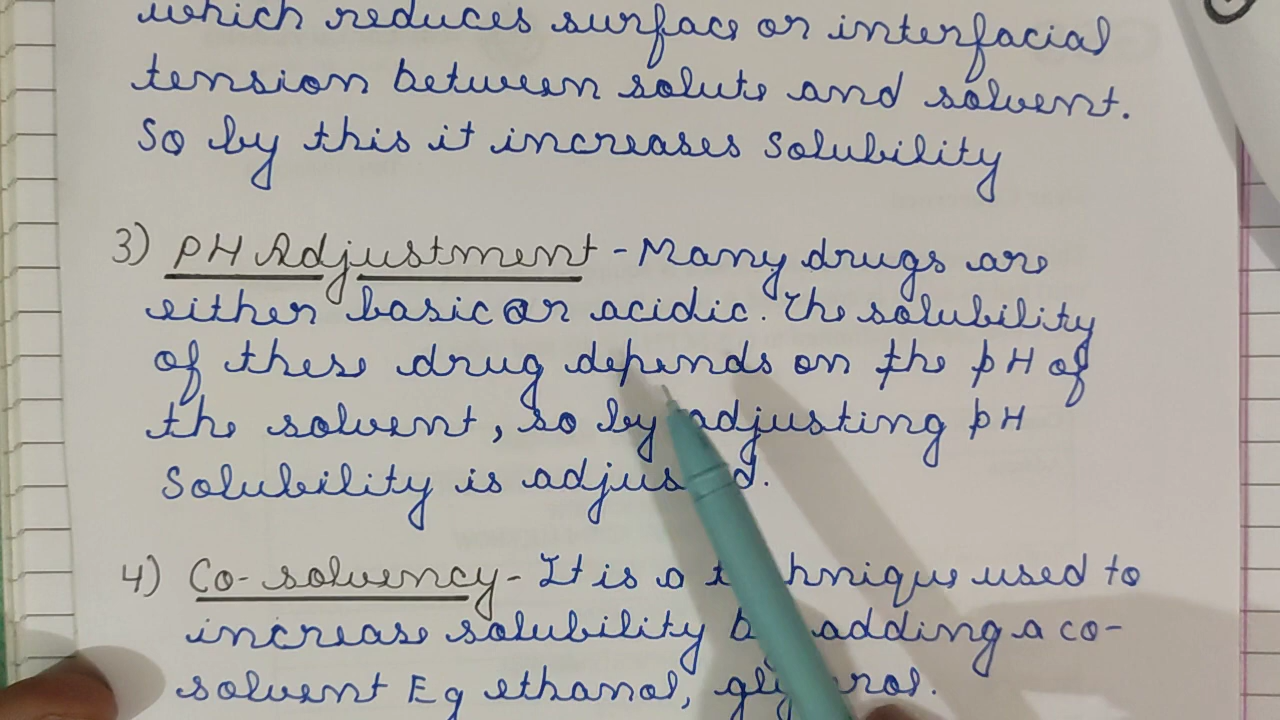 which reduces surface or interfacial
tension between solute and solvent.
So by this it increases solubility
3) PH Adjustment - Many drugs are
either basic or acidic. The solubility
of these drug depends on the pH of
the solvent, so by adjusting pH
Solubility is
4) Co-solvency - It is a used to
increase solubility adding a co-
solvent Eg ethanol,